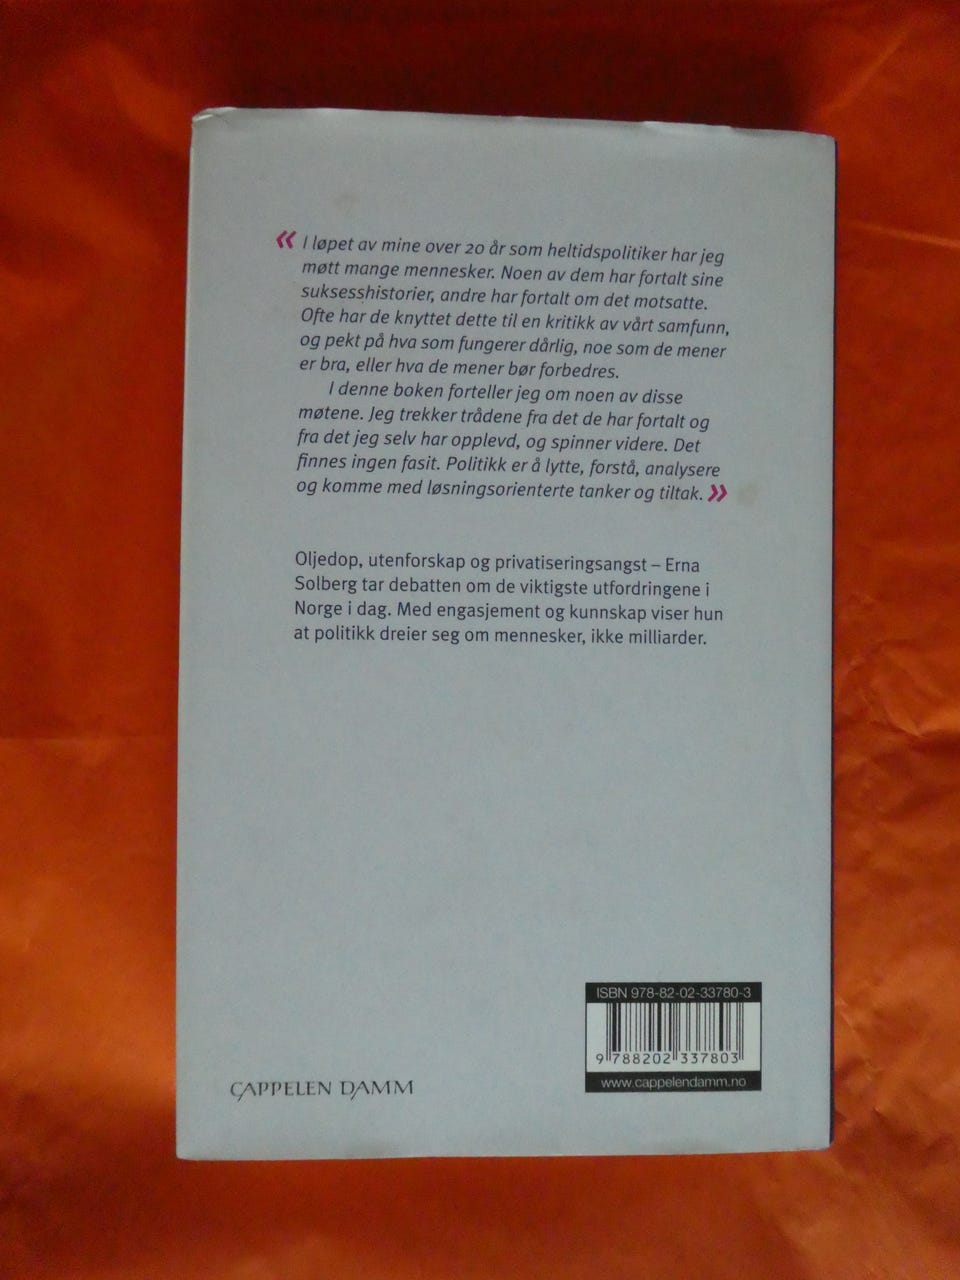 « I løpet av mine over 20 år som heltidspolitiker har jeg
møtt mange mennesker. Noen av dem har fortalt sine
suksesshistorier, andre har fortalt om det motsatte.
Ofte har de knyttet dette til en kritikk av vårt samfunn,
og pekt på hva som fungerer dårlig, noe som de mener
er bra, eller hva de mener bør forbedres.
I denne boken forteller jeg om noen av disse
møtene. Jeg trekker trådene fra det de har fortalt og
fra det jeg selv har opplevd, og spinner videre. Det
finnes ingen fasit. Politikk er å lytte, forstå, analysere
og komme med løsningsorienterte tanker og tiltak. »
Oljedop, utenforskap og privatiseringsangst – Erna
Solberg tar debatten om de viktigste utfordringene i
Norge i dag. Med engasjement og kunnskap viser hun
at politikk dreier seg om mennesker, ikke milliarder.
ISBN 978-82-02-33780-3
9 788202 337803
www.cappelendamm.no
CAPPELEN DAMM